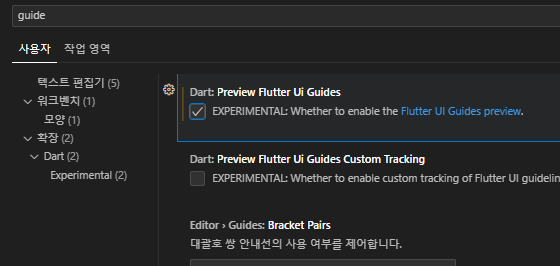 guide
사용자 작업 영역
텍스트 편집기 (5)
워크벤치 (1)
모양 (1)
확장 (2)
Dart (2)
Experimental (2)
Dart: Preview Flutter Ui Guides
EXPERIMENTAL: Whether to enable the Flutter UI Guides preview.
Dart: Preview Flutter Ui Guides Custom Tracking
EXPERIMENTAL: Whether to enable custom tracking of Flutter UI guidelin
Editor › Guides: Bracket Pairs
대괄호 쌍 안내선의 사용 여부를 제어합니다.